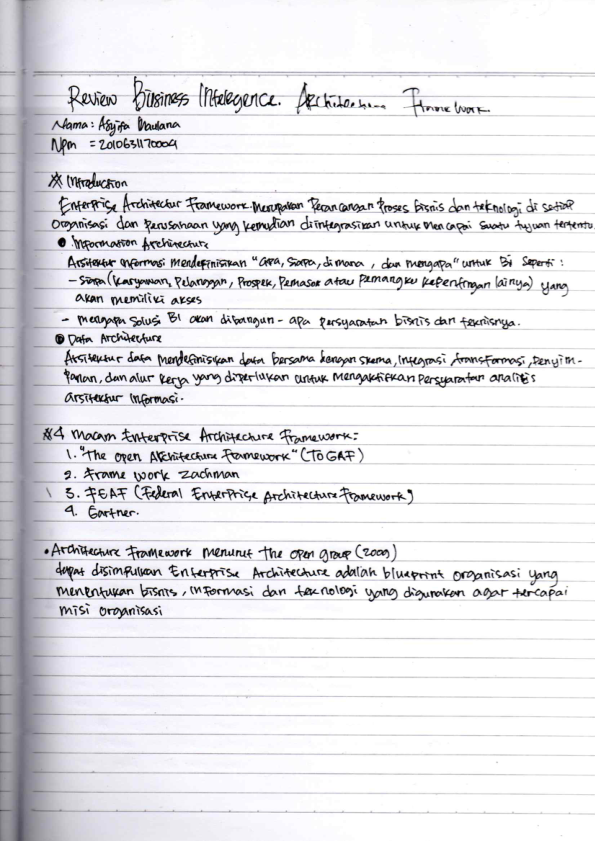 Review Business Intelegence. Architecture Framework.
Nama : Asyifa Maulana
Npm = 2010631170004
※ Introduction
Enterprise Architectur Framework Merupakan Perancangan Proses bisnis dan teknologi di setiap
organisasi dan perusahaan yang kemudian diintegrasikan untuk mencapai suatu tujuan tertentu.
● Information Architecture
Arsitektur informasi mendefinisikan "apa, siapa, dimana, dan mengapa" untuk BI seperti :
- Siapa (Karyawan, Pelanggan, Prospek, Pemasok atau pemangku kepentingan lainya) yang
akan memiliki akses
- mengapa Solusi BI akan dibangun - apa persyaratan bisnis dan teknisnya.
● Data Architecture
Arsitektur data mendefinisikan data bersama dengan skema, integrasi, transformasi, penyim-
panan, dan alur kerja yang diperlukan untuk mengaktifkan persyaratan analitis
arsitektur informasi.
※ 4 macam Enterprise Architecture Framework :
1. "The open Architecture Framework" (TOGAF)
2. Frame work Zachman
3. FEAF (Federal Enterprise Architecture Framework)
4. Gartner.
• Architecture Framework menurut the open group (2009)
dapat disimpulkan Enterprise Architecture adalah blueprint organisasi yang
menentukan bisnis, informasi dan teknologi yang digunakan agar tercapai
misi organisasi